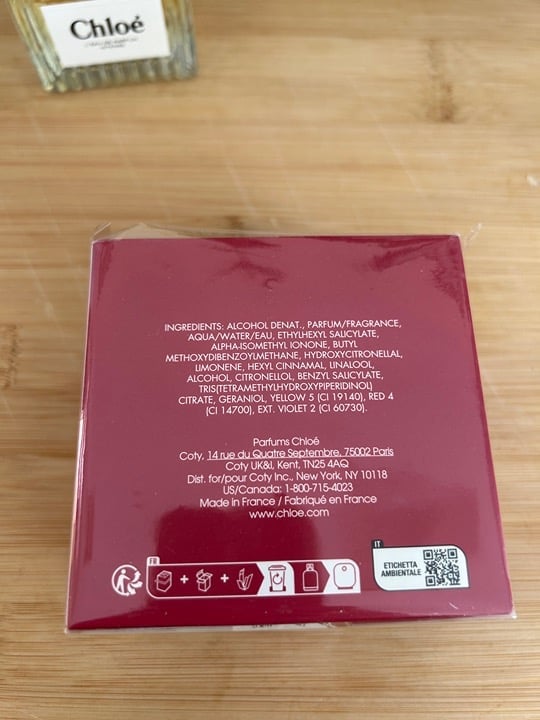 Chloé
L'EAU DE PARFUM
INTENSE
INGREDIENTS: ALCOHOL DENAT., PARFUM/FRAGRANCE,
AQUA/WATER/EAU, ETHYLHEXYL SALICYLATE,
ALPHA-ISOMETHYL IONONE, BUTYL
METHOXYDIBENZOYLMETHANE, HYDROXYCITRONELLAL,
LIMONENE, HEXYL CINNAMAL, LINALOOL,
ALCOHOL, CITRONELLOL, BENZYL SALICYLATE,
TRIS(TETRAMETHYLHYDROXYPIPERIDINOL)
CITRATE, GERANIOL, YELLOW 5 (CI 19140), RED 4
(CI 14700), EXT. VIOLET 2 (CI 60730).
Parfums Chloé
Coty, 14 rue du Quatre Septembre, 75002 Paris
Coty UK&I, Kent, TN25 4AQ
Dist. for/pour Coty Inc., New York, NY 10118
US/Canada: 1-800-715-4023
Made in France / Fabriqué en France
www.chloe.com
FR
IT
ETICHETTA
AMBIENTALE